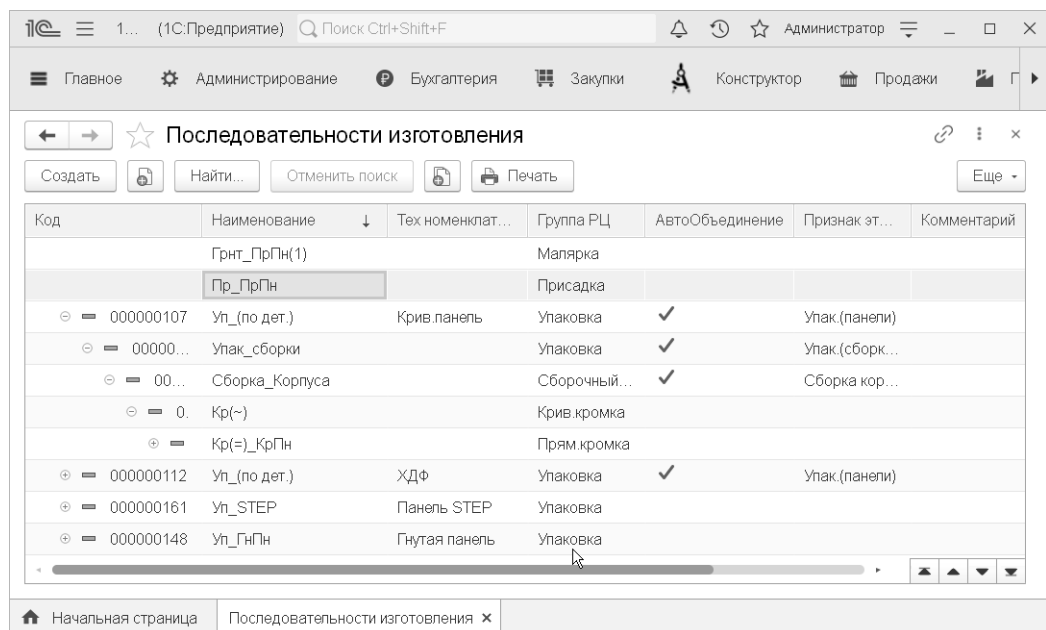 1С 1... (1С:Предприятие) Поиск Ctrl+Shift+F Администратор
Главное Администрирование Бухгалтерия Закупки Конструктор Продажи
Последовательности изготовления
Создать Найти... Отменить поиск Печать Еще
Код Наименование ↓ Тех номенклат... Группа РЦ АвтоОбъединение Признак эт... Комментарий
Грнт_ПрПн(1) Малярка
Пр_ПрПн Присадка
000000107 Уп_(по дет.) Крив.панель Упаковка Упак.(панели)
00000... Упак_сборки Упаковка Упак.(сборк...
00... Сборка_Корпуса Сборочный... Сборка кор...
0. Кр(~) Крив.кромка
Кр(=)_КрПн Прям.кромка
000000112 Уп_(по дет.) ХДФ Упаковка Упак.(панели)
000000161 Уп_STEP Панель STEP Упаковка
000000148 Уп_ГнПн Гнутая панель Упаковка
Начальная страница Последовательности изготовления ×